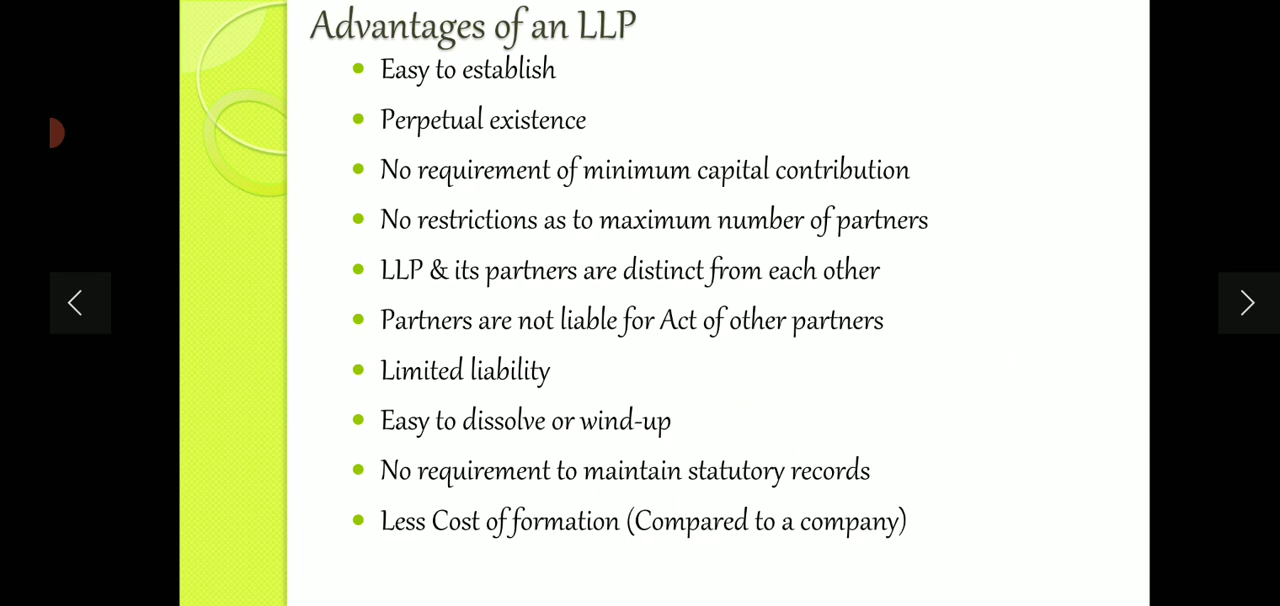 Advantages of an LLP
Easy to establish
Perpetual existence
No requirement of minimum capital contribution
No restrictions as to maximum number of partners
LLP & its partners are distinct from each other
Partners are not liable for Act of other partners
Limited liability
Easy to dissolve or wind-up
No requirement to maintain statutory records
Less Cost of formation (Compared to a company)